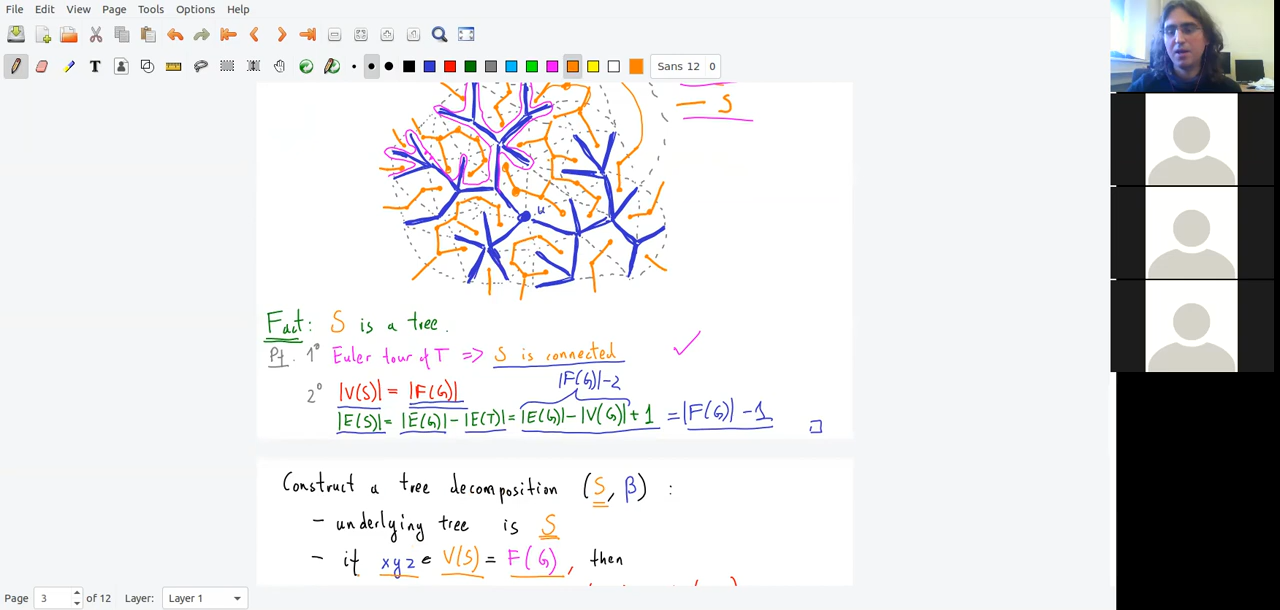 File Edit View Page Tools Options Help
Sans 12 0
— S
u
Fact: S is a tree.
Pf. 1° Euler tour of T => S is connected ✓
|F(G)|-2
2° |V(S)| = |F(G)|
|E(S)| = |E(G)| - |E(T)| = |E(G)| - |V(G)| + 1 = |F(G)| - 1 □
Construct a tree decomposition (S, β) :
- underlying tree is S
- if xyz ∈ V(S) = F(G), then
Page 3 of 12 Layer: Layer 1